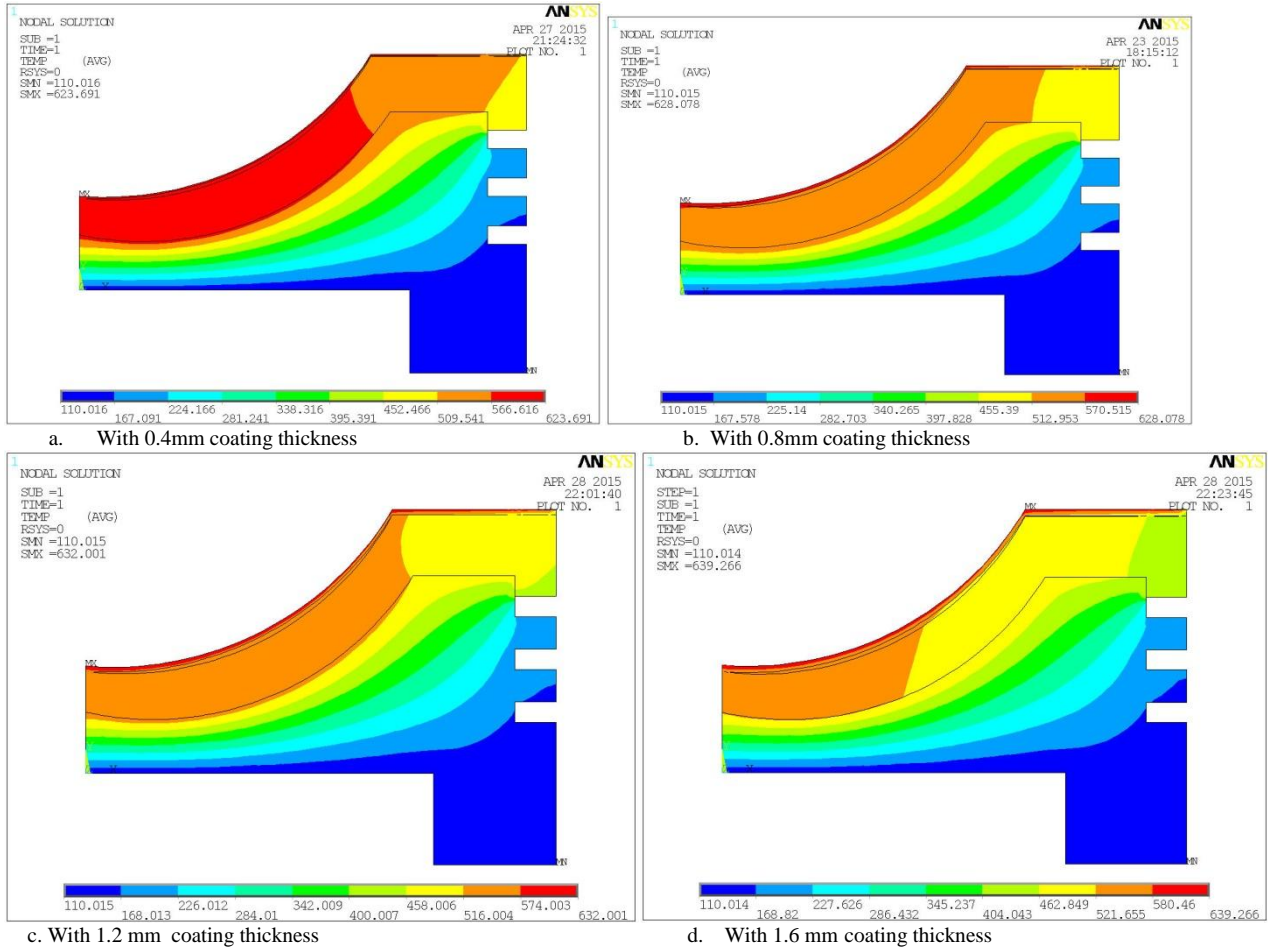 1
ANSYS
NODAL SOLUTION
APR 27 2015
21:24:32
PLOT NO. 1
SUB =1
TIME=1
TEMP (AVG)
RSYS=0
SMN =110.016
SMX =623.691
MX
Y
MN
110.016 167.091 224.166 281.241 338.316 395.391 452.466 509.541 566.616 623.691
a. With 0.4mm coating thickness
1
ANSYS
NODAL SOLUTION
APR 23 2015
18:15:12
PLOT NO. 1
SUB =1
TIME=1
TEMP (AVG)
RSYS=0
SMN =110.015
SMX =628.078
MX
MN
110.015 167.578 225.14 282.703 340.265 397.828 455.39 512.953 570.515 628.078
b. With 0.8mm coating thickness
1
ANSYS
NODAL SOLUTION
APR 28 2015
22:01:40
PLOT NO. 1
SUB =1
TIME=1
TEMP (AVG)
RSYS=0
SMN =110.015
SMX =632.001
MX
MN
110.015 168.013 226.012 284.01 342.009 400.007 458.006 516.004 574.003 632.001
c. With 1.2 mm coating thickness
1
ANSYS
NODAL SOLUTION
APR 28 2015
22:23:45
PLOT NO. 1
STEP=1
SUB =1
TIME=1
TEMP (AVG)
RSYS=0
SMN =110.014
SMX =639.266
MX
MN
110.014 168.82 227.626 286.432 345.237 404.043 462.849 521.655 580.46 639.266
d. With 1.6 mm coating thickness